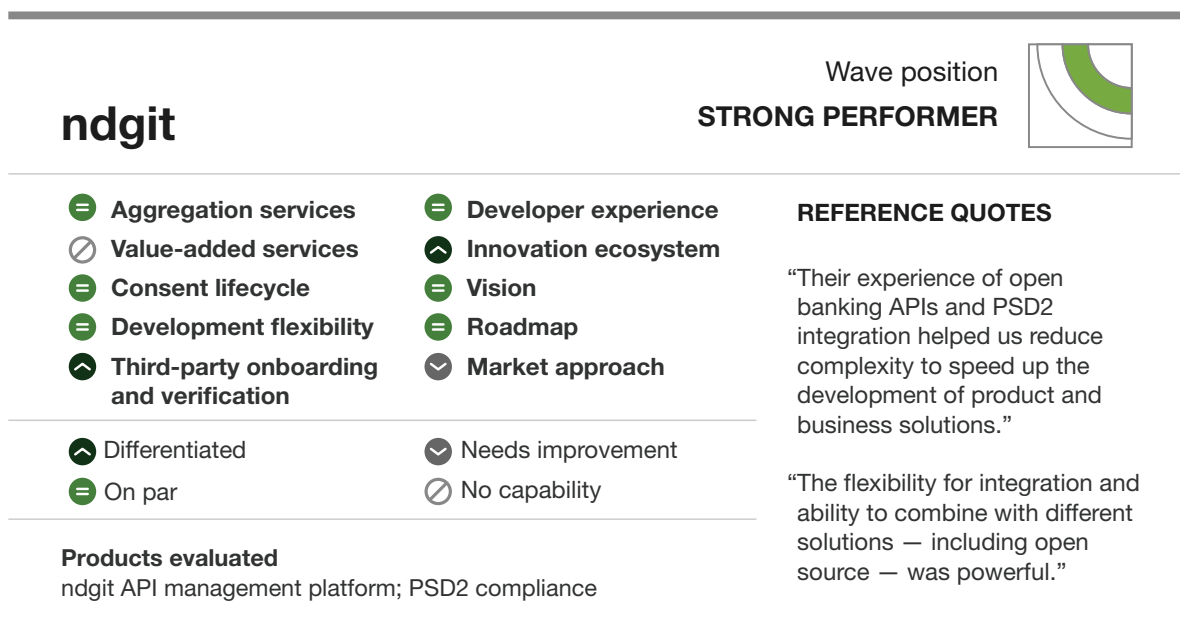 ndgit
Wave position
STRONG PERFORMER
Aggregation services
Value-added services
Consent lifecycle
Development flexibility
Third-party onboarding
and verification
Developer experience
Innovation ecosystem
Vision
Roadmap
Market approach
Differentiated
On par
Needs improvement
No capability
Products evaluated
ndgit API management platform; PSD2 compliance
REFERENCE QUOTES
“Their experience of open
banking APIs and PSD2
integration helped us reduce
complexity to speed up the
development of product and
business solutions.”
“The flexibility for integration and
ability to combine with different
solutions — including open
source — was powerful.”